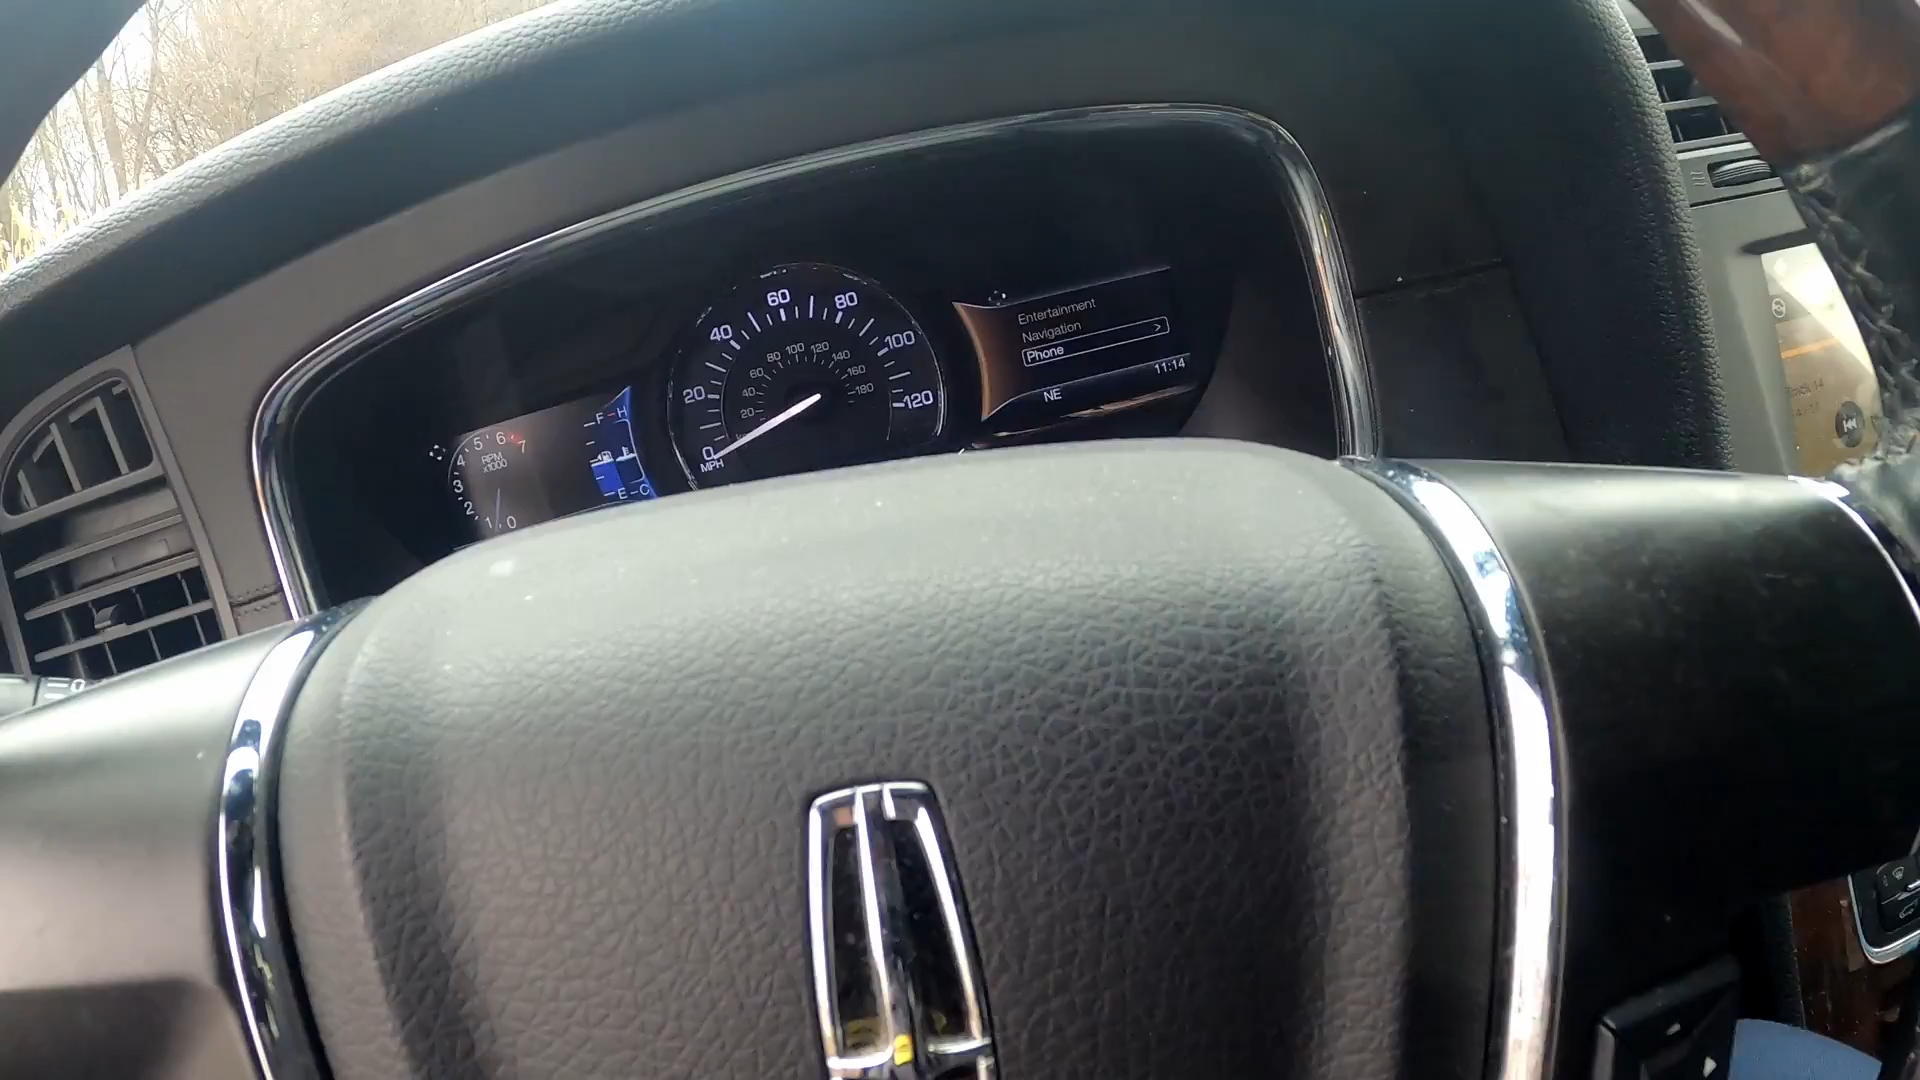 60
80
40
100
20
120
0
MPH
80 100 120
60 140
40 160
20 180
Entertainment
Navigation
Phone
11:14
NE
F H
E C
5 6 7
4
3
2
1 0
RPM
x1000